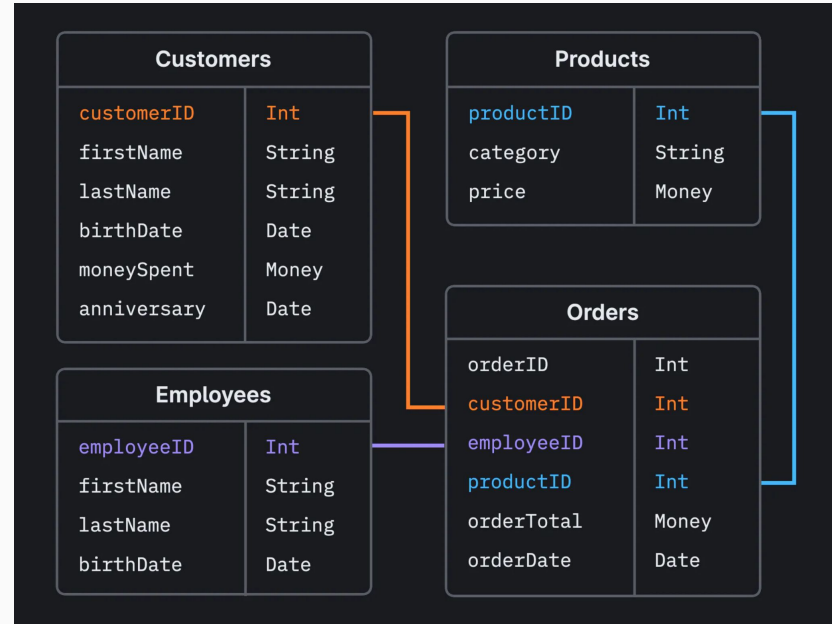 Customers
customerID Int
firstName String
lastName String
birthDate Date
moneySpent Money
anniversary Date
Employees
employeeID Int
firstName String
lastName String
birthDate Date
Products
productID Int
category String
price Money
Orders
orderID Int
customerID Int
employeeID Int
productID Int
orderTotal Money
orderDate Date